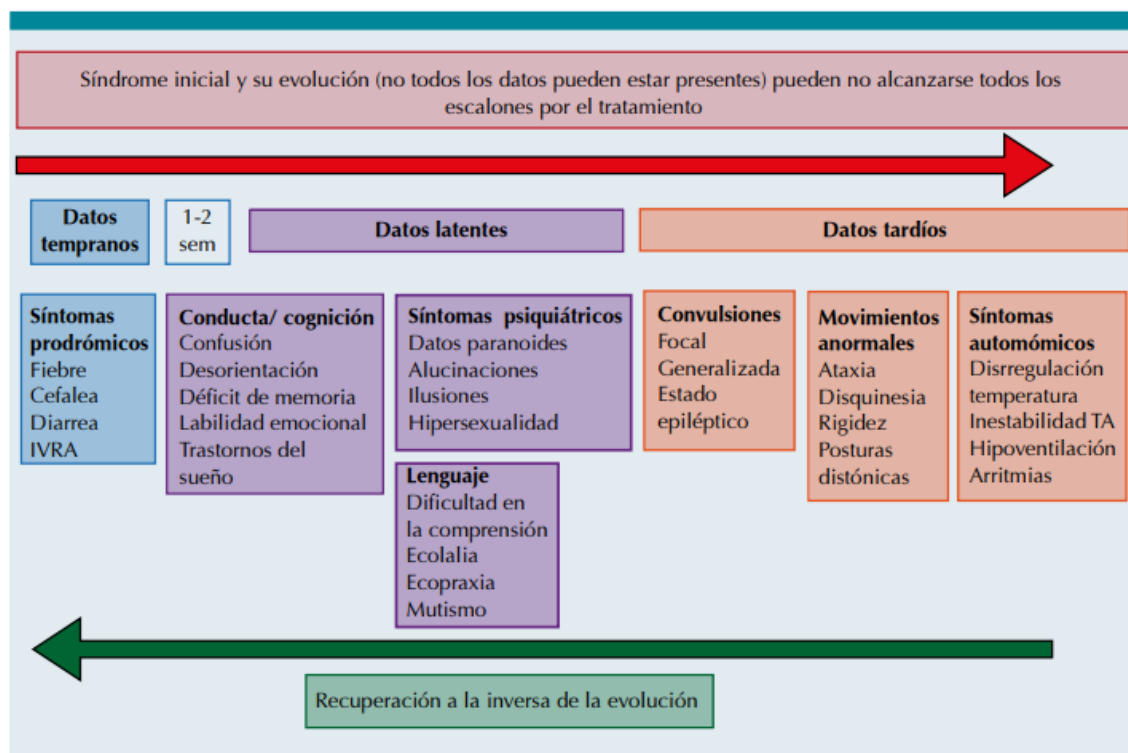 Síndrome inicial y su evolución (no todos los datos pueden estar presentes) pueden no alcanzarse todos los
escalones por el tratamiento
Datos
tempranos
1-2
sem
Datos latentes
Datos tardíos
Síntomas
prodrómicos
Fiebre
Cefalea
Diarrea
IVRA
Conducta/ cognición
Confusión
Desorientación
Déficit de memoria
Labilidad emocional
Trastornos del
sueño
Síntomas psiquiátricos
Datos paranoides
Alucinaciones
Ilusiones
Hipersexualidad
Lenguaje
Dificultad en
la comprensión
Ecolalia
Ecopraxia
Mutismo
Convulsiones
Focal
Generalizada
Estado
epiléptico
Movimientos
anormales
Ataxia
Disquinesia
Rigidez
Posturas
distónicas
Síntomas
automómicos
Disrregulación
temperatura
Inestabilidad TA
Hipoventilación
Arritmias
Recuperación a la inversa de la evolución